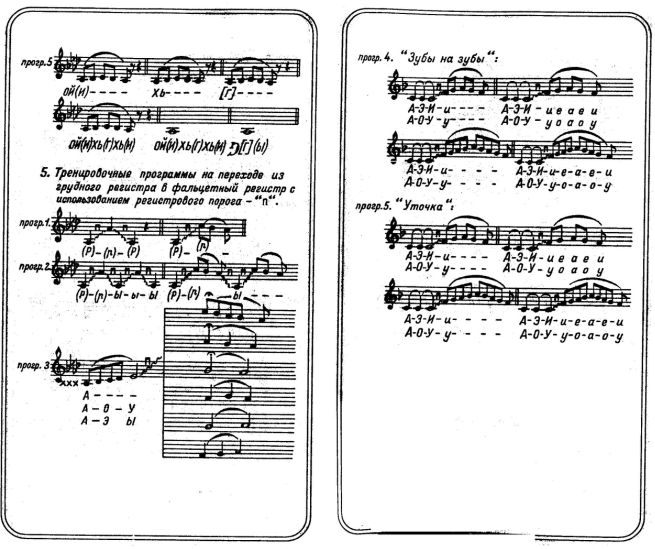 прогр.5
ОЙ(И)----- ХЬ----- [Г]-----
ОЙ(И)ХЬ(Г)ХЬ(И) ОЙ(И)ХЬ(Г)ХЬ(И) [Г](Ы)
5. Тренировочные программы на переходе из
грудного регистра в фальцетный регистр с
использованием регистрового порога – "п".
прогр.1.
(Р)-(Л)-(Р) (Р)-(Л) -
прогр.2.
(Р)-(Л)-Ы-Ы-Ы (Р)-(Л) - Ы - - - -
прогр. 3
ххх
А - - - -
А - О - У
А - Э Ы
прогр. 4. "Зубы на зубы":
А-Э-И-и- - - - - А-Э-И - и е а е и
А-О-У у- - - - - А-О-У - у о а о у
А-Э-И-и- - - - - А-Э-И-и-е-а-е-и
А-О-У-у- - - - - А-О-У-у-о-а-о-у
прогр.5. "Уточка":
А-Э-И-и- - - - - А-Э-И - и е а е и
А-О-У у- - - - - А-О-У - у о а о у
А-Э-И-и- - - - - А-Э-И-и-е-а-е-и
А-О-У-у- - - - - А-О-У- у-о-а-о-у